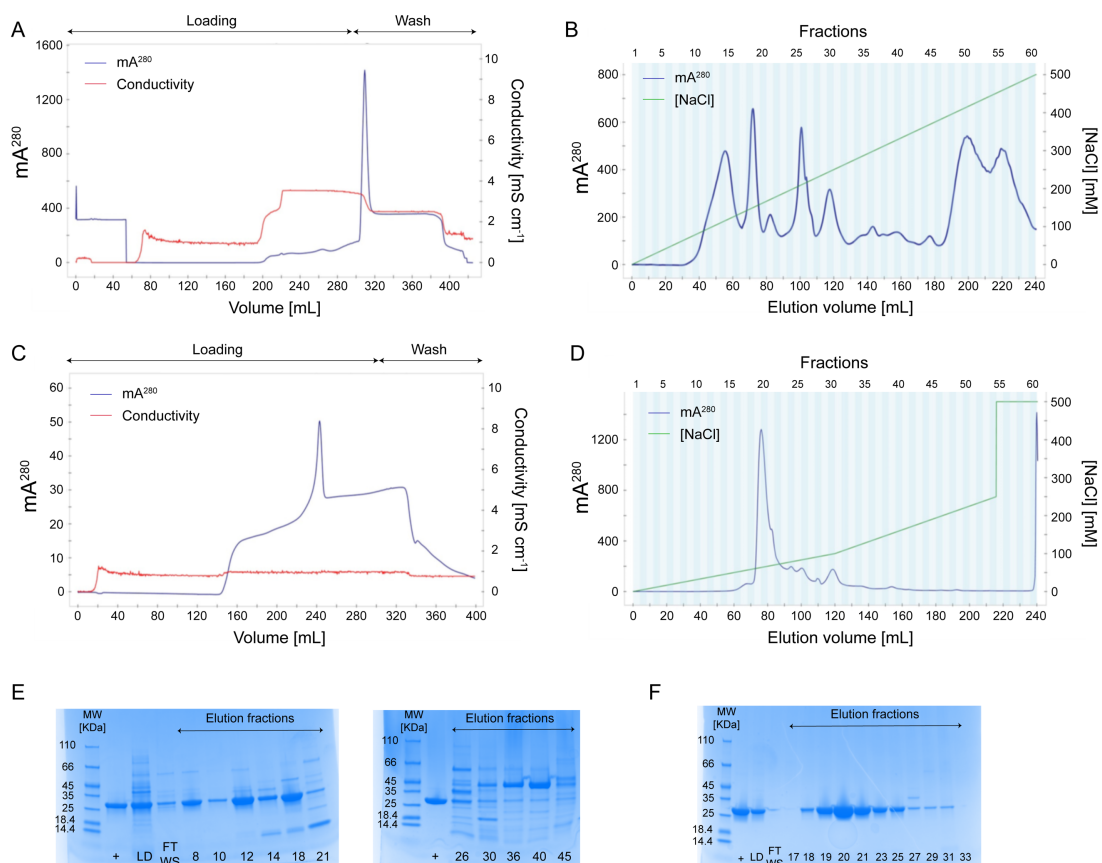 A
Loading
Wash
1600
1200
800
400
0
mA²⁸⁰
mA²⁸⁰
Conductivity
10
8
6
4
2
0
Conductivity [mS cm⁻¹]
0 40 80 120 160 200 240 280 320 360 400
Volume [mL]
B
Fractions
1 5 10 15 20 25 30 35 40 45 50 55 60
800
600
400
200
0
mA²⁸⁰
mA²⁸⁰
[NaCl]
500
400
300
200
100
0
[NaCl] [mM]
0 20 40 60 80 100 120 140 160 180 200 220 240
Elution volume [mL]
C
Loading
Wash
60
50
40
30
20
10
0
mA²⁸⁰
mA²⁸⁰
Conductivity
10
8
6
4
2
0
Conductivity [mS cm⁻¹]
0 40 80 120 160 200 240 280 320 360 400
Volume [mL]
D
Fractions
1 5 10 15 20 25 30 35 40 45 50 55 60
1200
800
400
0
mA²⁸⁰
mA²⁸⁰
[NaCl]
500
400
300
200
100
0
[NaCl] [mM]
0 20 40 60 80 100 120 140 160 180 200 220 240
Elution volume [mL]
E
MW
[KDa]
Elution fractions
110
66
45
35
25
18.4
14.4
+ LD FT 8 10 12 14 18 21
WS
MW
[KDa]
Elution fractions
110
66
45
35
25
18.4
14.4
+ 26 30 36 40 45
F
MW
[KDa]
Elution fractions
110
66
45
35
25
18.4
14.4
+ LD FT 17 18 19 20 21 23 25 27 29 31 33
WS